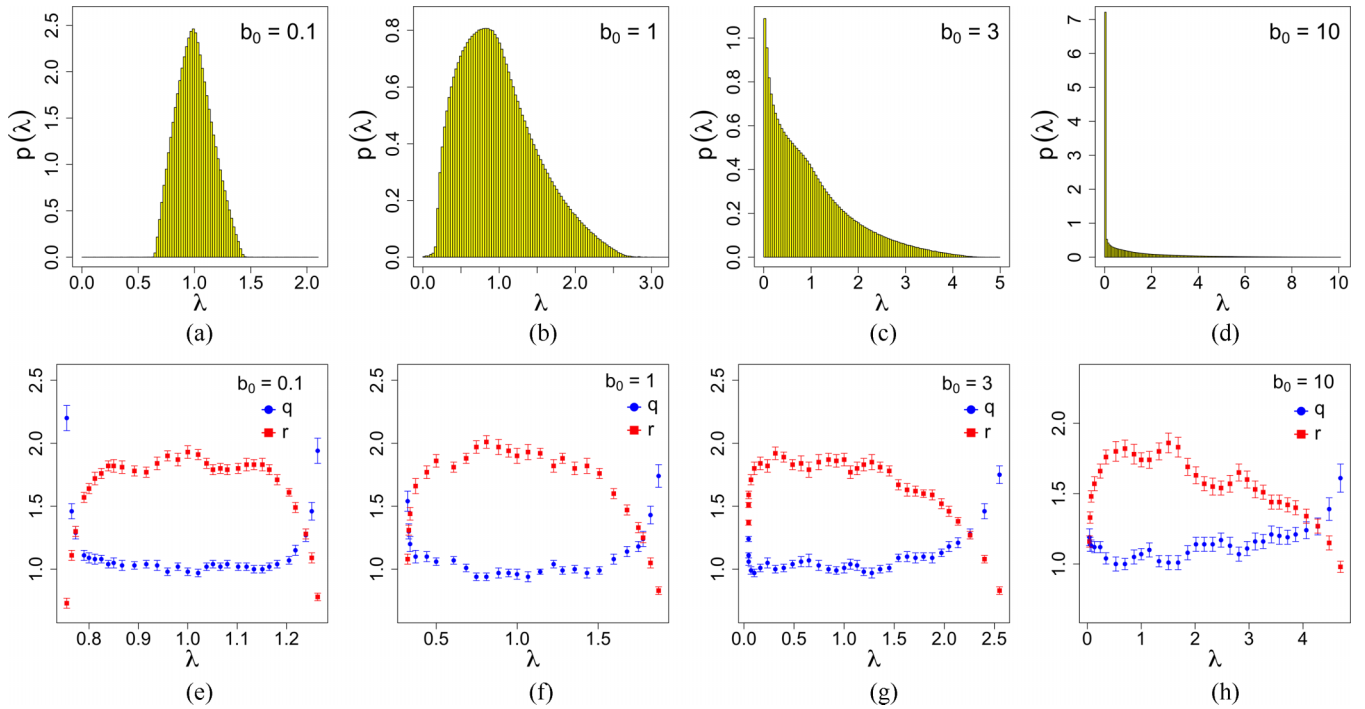 b₀ = 0.1
p(λ)
2.5
2.0
1.5
1.0
0.5
0.0
0.0 0.5 1.0 1.5 2.0
λ
(a)
b₀ = 1
p(λ)
0.8
0.6
0.4
0.2
0.0
0.0 1.0 2.0 3.0
λ
(b)
b₀ = 3
p(λ)
1.0
0.8
0.6
0.4
0.2
0.0
0 1 2 3 4 5
λ
(c)
b₀ = 10
p(λ)
7
6
5
4
3
2
1
0
0 2 4 6 8 10
λ
(d)
b₀ = 0.1
q
r
2.5
2.0
1.5
1.0
0.8 0.9 1.0 1.1 1.2
λ
(e)
b₀ = 1
q
r
2.5
2.0
1.5
1.0
0.5 1.0 1.5
λ
(f)
b₀ = 3
q
r
2.5
2.0
1.5
1.0
0.0 0.5 1.0 1.5 2.0 2.5
λ
(g)
b₀ = 10
q
r
2.0
1.5
1.0
0 1 2 3 4
λ
(h)